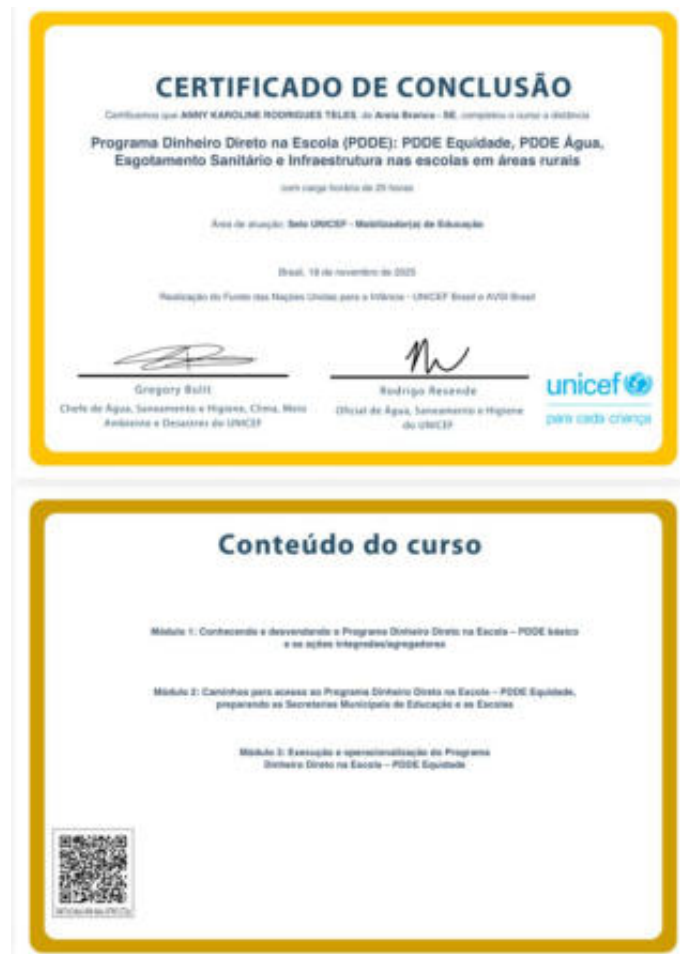 CERTIFICADO DE CONCLUSÃO
Certificamos que ANNY KAROLINE RODRIGUES TELES, de Areia Branca - SE, completou o curso a distância
Programa Dinheiro Direto na Escola (PDDE): PDDE Equidade, PDDE Água,
Esgotamento Sanitário e Infraestrutura nas escolas em áreas rurais
com carga horária de 25 horas
Área de atuação: Selo UNICEF - Mobilizador(a) de Educação
Brasil, 18 de novembro de 2025
Realização do Fundo das Nações Unidas para a Infância - UNICEF Brasil e AVSI Brasil
Gregory Bulit
Chefe de Água, Saneamento e Higiene, Clima, Meio
Ambiente e Desastres do UNICEF
Rodrigo Resende
Oficial de Água, Saneamento e Higiene
do UNICEF
unicef
para cada criança
Conteúdo do curso
Módulo 1: Conhecendo e desvendando o Programa Dinheiro Direto na Escola – PDDE básico
e as ações integradas/agregadoras
Módulo 2: Caminhos para acesso ao Programa Dinheiro Direto na Escola – PDDE Equidade,
preparando as Secretarias Municipais de Educação e as Escolas
Módulo 3: Execução e operacionalização do Programa
Dinheiro Direto na Escola – PDDE Equidade